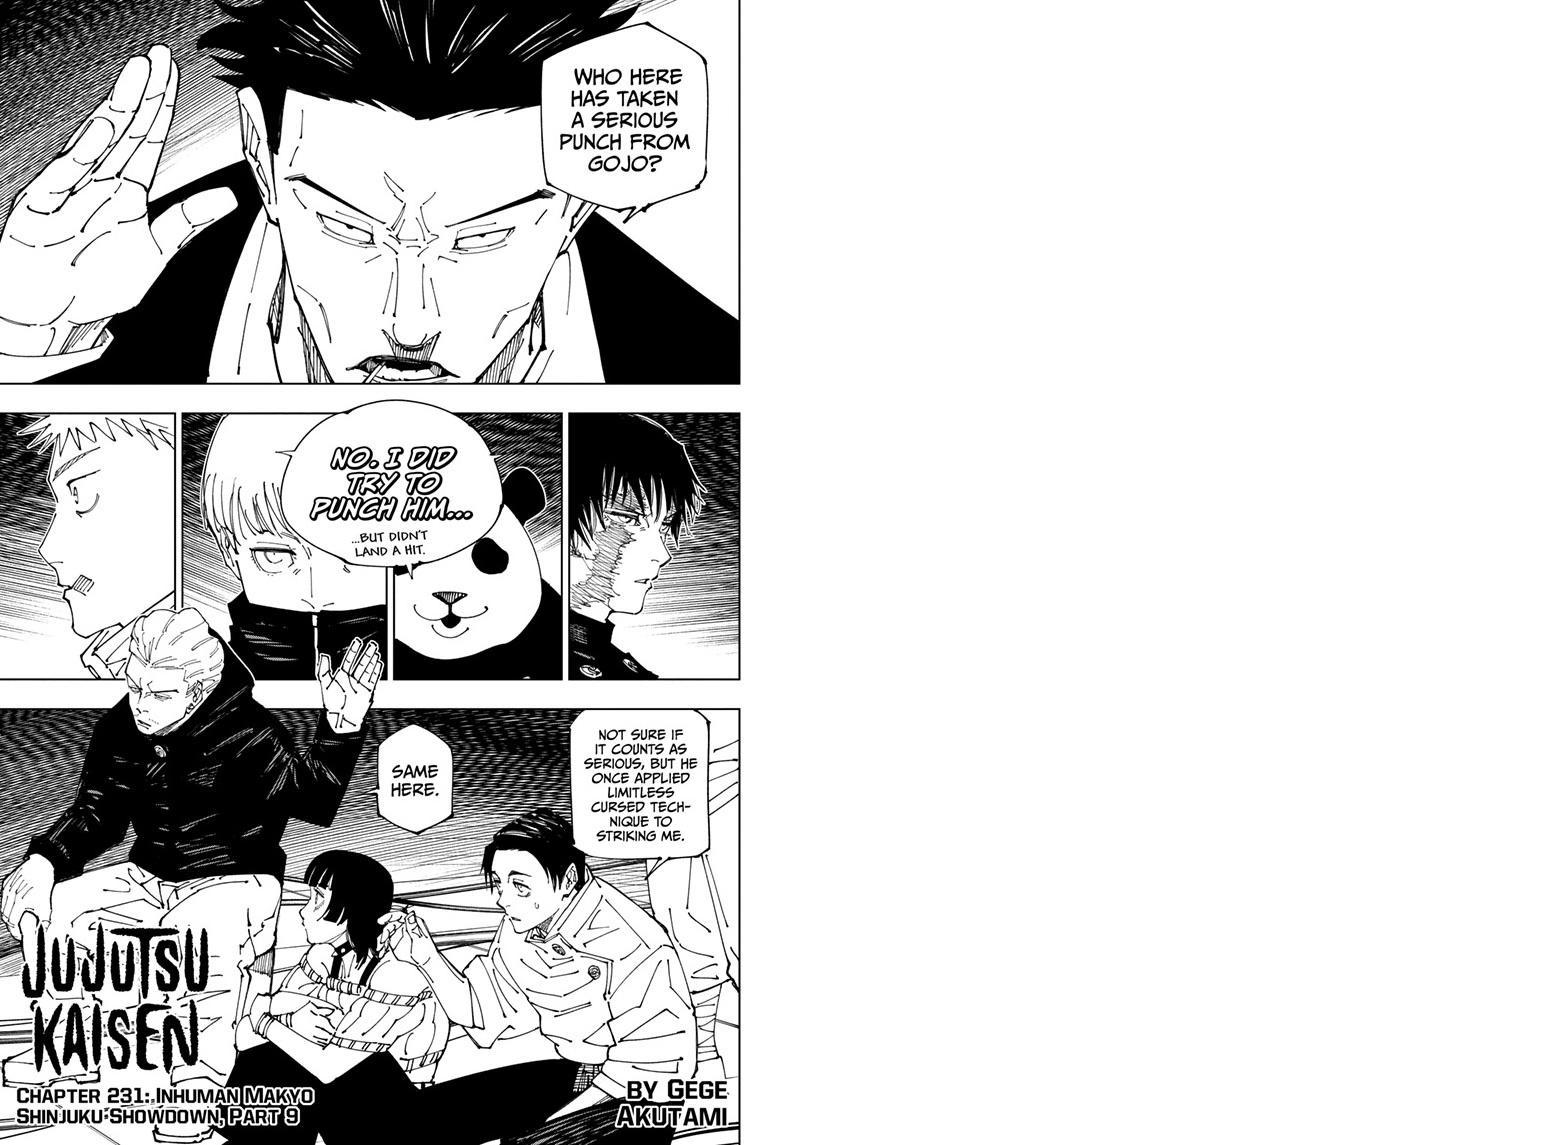 WHO HERE
HAS TAKEN
A SERIOUS
PUNCH FROM
GOJO?
NO. I DID
TRY TO
PUNCH HIM...
...BUT DIDN'T
LAND A HIT.
NOT SURE IF
IT COUNTS AS
SERIOUS, BUT HE
ONCE APPLIED
LIMITLESS
CURSED TECH-
NIQUE TO
STRIKING ME.
SAME
HERE.
JUJUTSU
KAISEN
CHAPTER 231: INHUMAN MAKYO
SHINJUKU SHOWDOWN, PART 9
BY GEGE
AKUTAMI